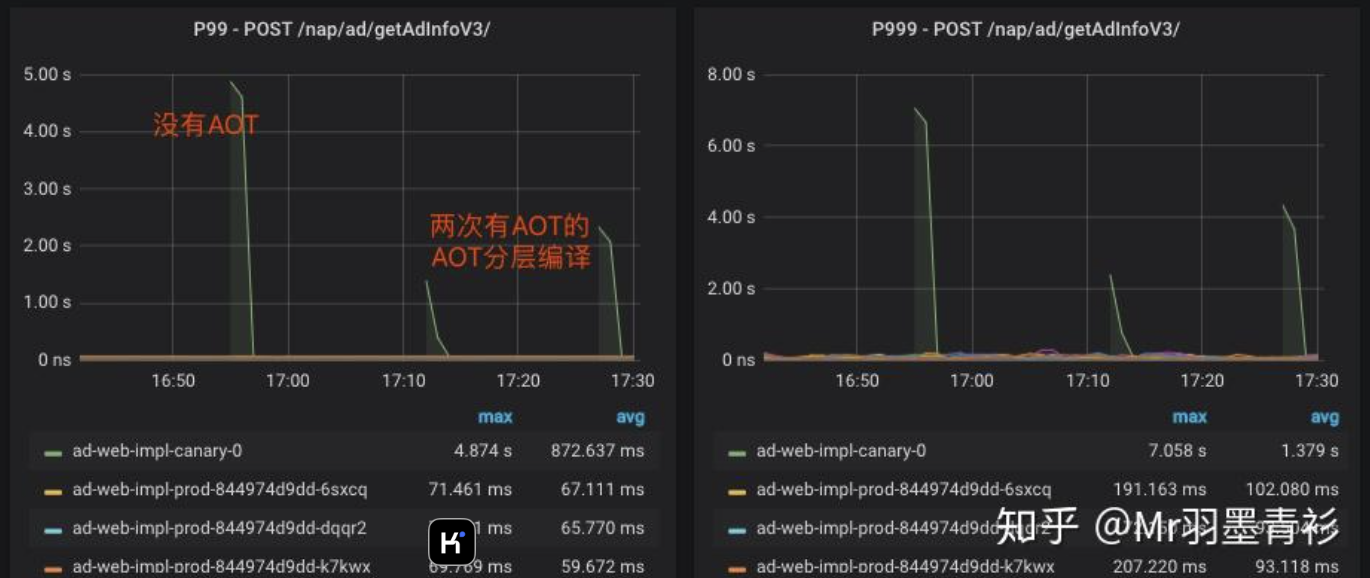 P99 - POST /nap/ad/getAdInfoV3/
5.00 s
4.00 s
3.00 s
2.00 s
1.00 s
0 ns
没有AOT
两次有AOT的
AOT分层编译
16:50
17:00
17:10
17:20
17:30
max
avg
ad-web-impl-canary-0
4.874 s
872.637 ms
ad-web-impl-prod-844974d9dd-6sxcq
71.461 ms
67.111 ms
ad-web-impl-prod-844974d9dd-dqqr2
1 ms
65.770 ms
ad-web-impl-prod-844974d9dd-k7kwx
69.769 ms
59.672 ms
P999 - POST /nap/ad/getAdInfoV3/
8.00 s
6.00 s
4.00 s
2.00 s
0 ns
16:50
17:00
17:10
17:20
17:30
max
avg
ad-web-impl-canary-0
7.058 s
1.379 s
ad-web-impl-prod-844974d9dd-6sxcq
191.163 ms
102.080 ms
ad-web-impl-prod-844974d9dd-dqqr2
ad-web-impl-prod-844974d9dd-k7kwx
207.220 ms
93.118 ms
知乎 @Mr羽墨青衫